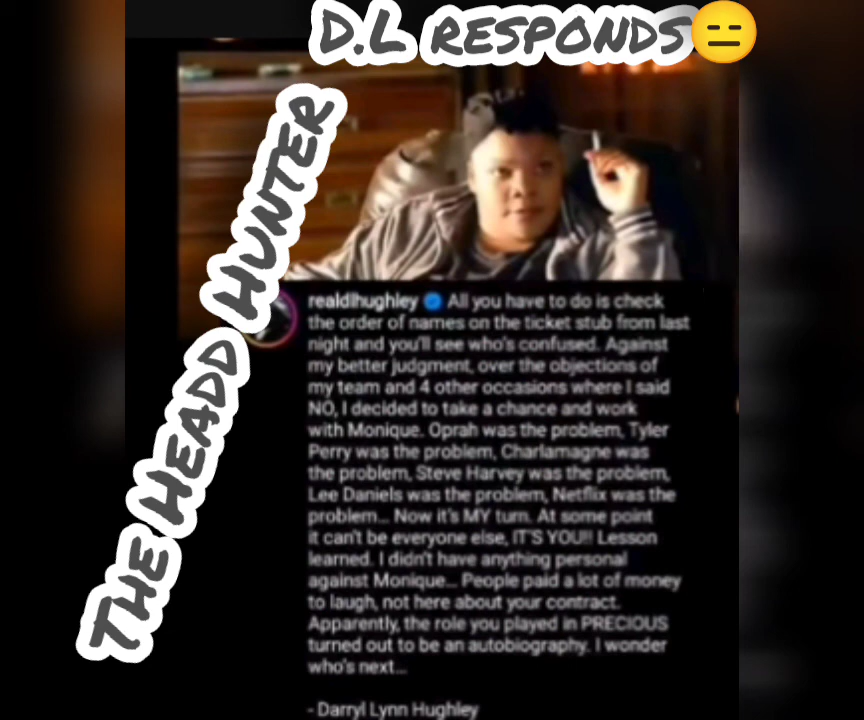 D.L RESPONDS
THE HEADD HUNTER
realdlhughley All you have to do is check
the order of names on the ticket stub from last
night and you'll see who's confused. Against
my better judgment, over the objections of
my team and 4 other occasions where I said
NO, I decided to take a chance and work
with Monique. Oprah was the problem, Tyler
Perry was the problem, Charlamagne was
the problem, Steve Harvey was the problem,
Lee Daniels was the problem, Netflix was the
problem... Now it's MY turn. At some point
it can't be everyone else, IT'S YOU!! Lesson
learned. I didn't have anything personal
against Monique... People paid a lot of money
to laugh, not here about your contract.
Apparently, the role you played in PRECIOUS
turned out to be an autobiography. I wonder
who's next...
- Darryl Lynn Hughley